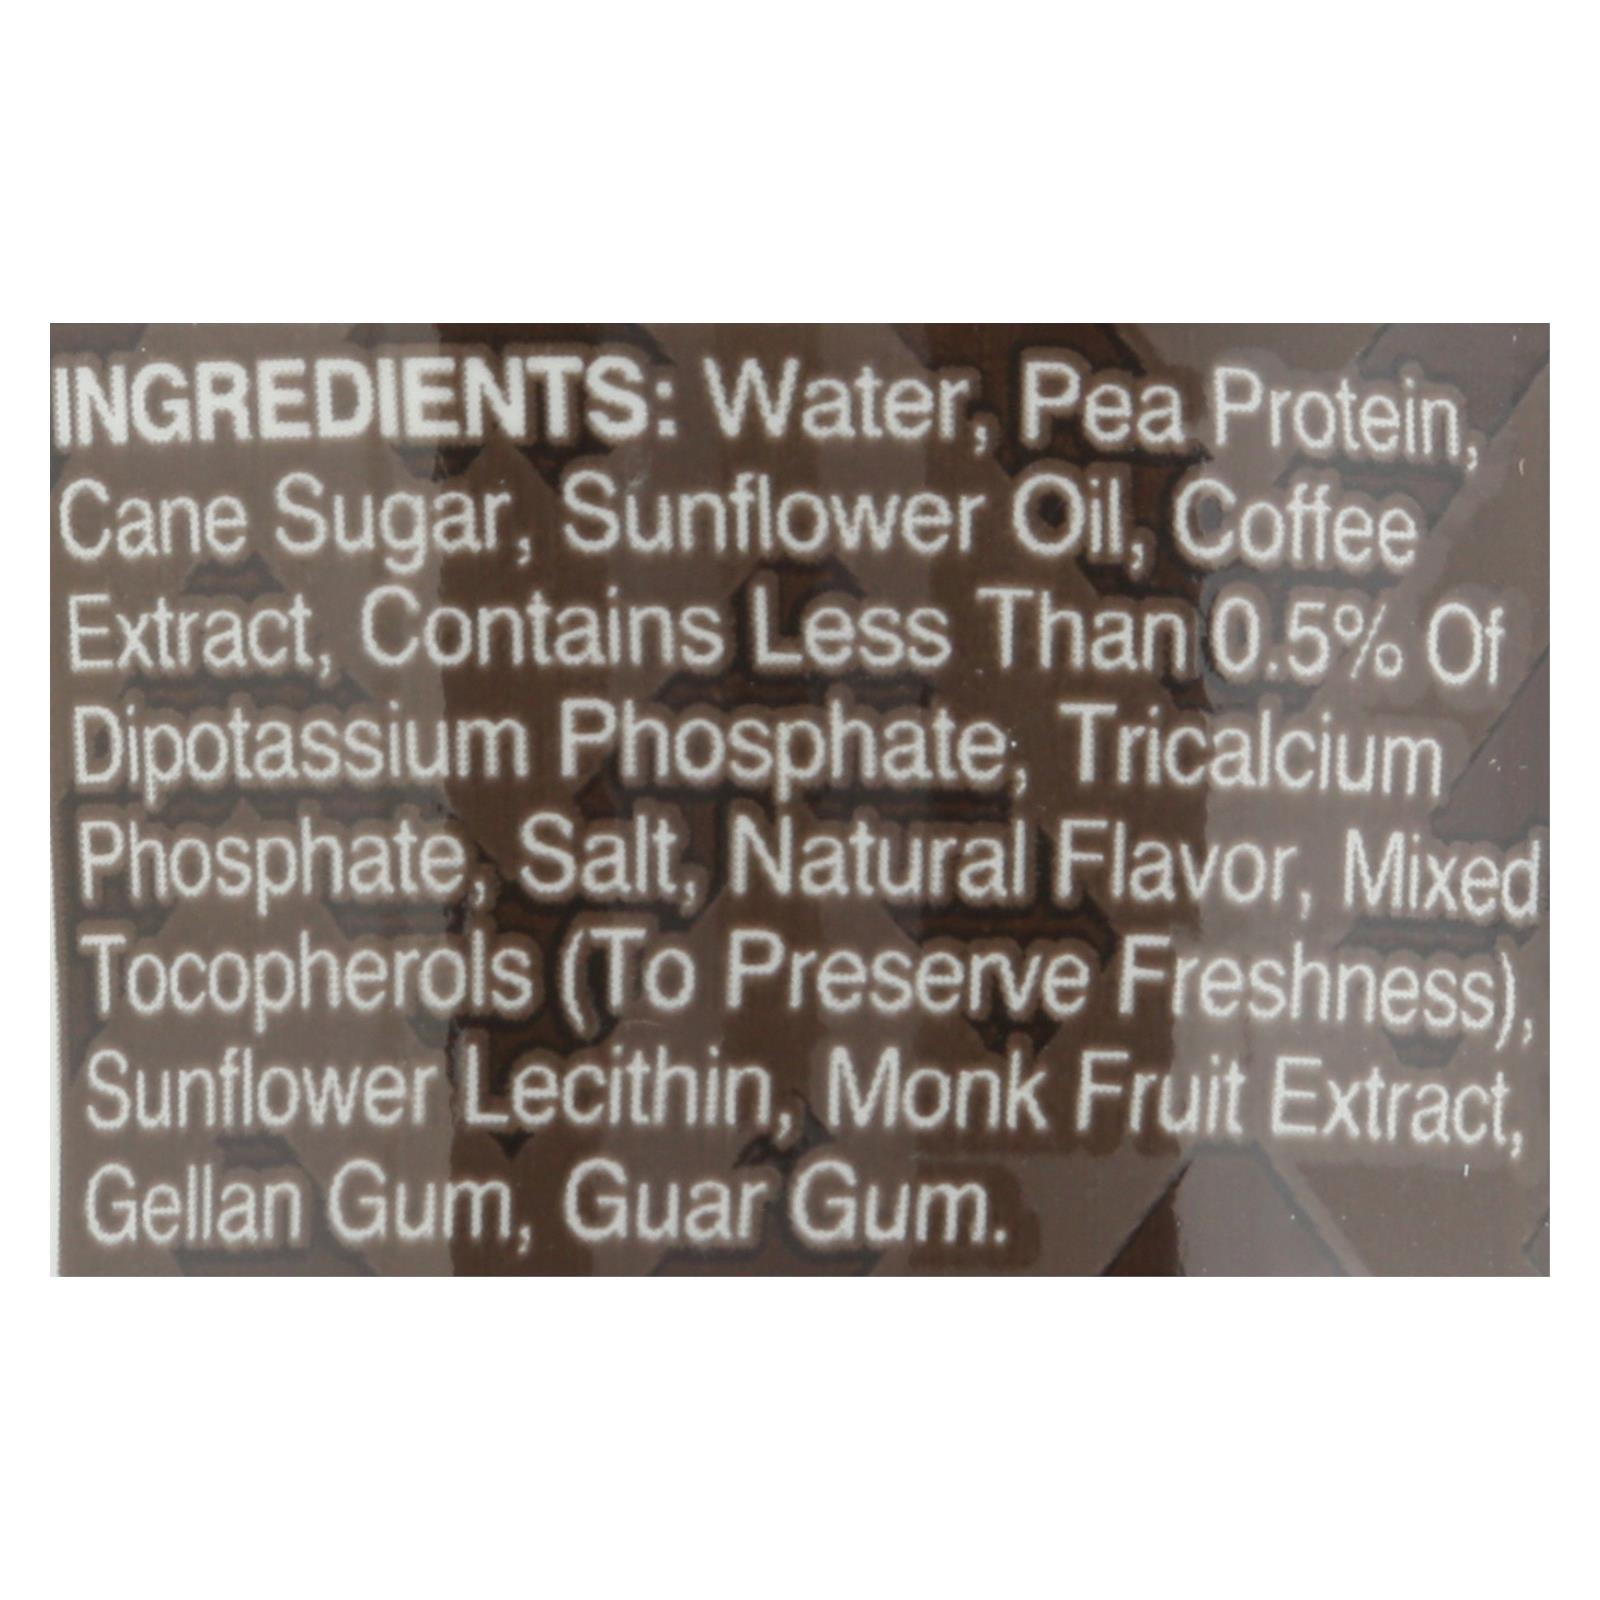 INGREDIENTS: Water, Pea Protein,
Cane Sugar, Sunflower Oil, Coffee
Extract, Contains Less Than 0.5% Of
Dipotassium Phosphate, Tricalcium
Phosphate, Salt, Natural Flavor, Mixed
Tocopherols (To Preserve Freshness),
Sunflower Lecithin, Monk Fruit Extract,
Gellan Gum, Guar Gum.